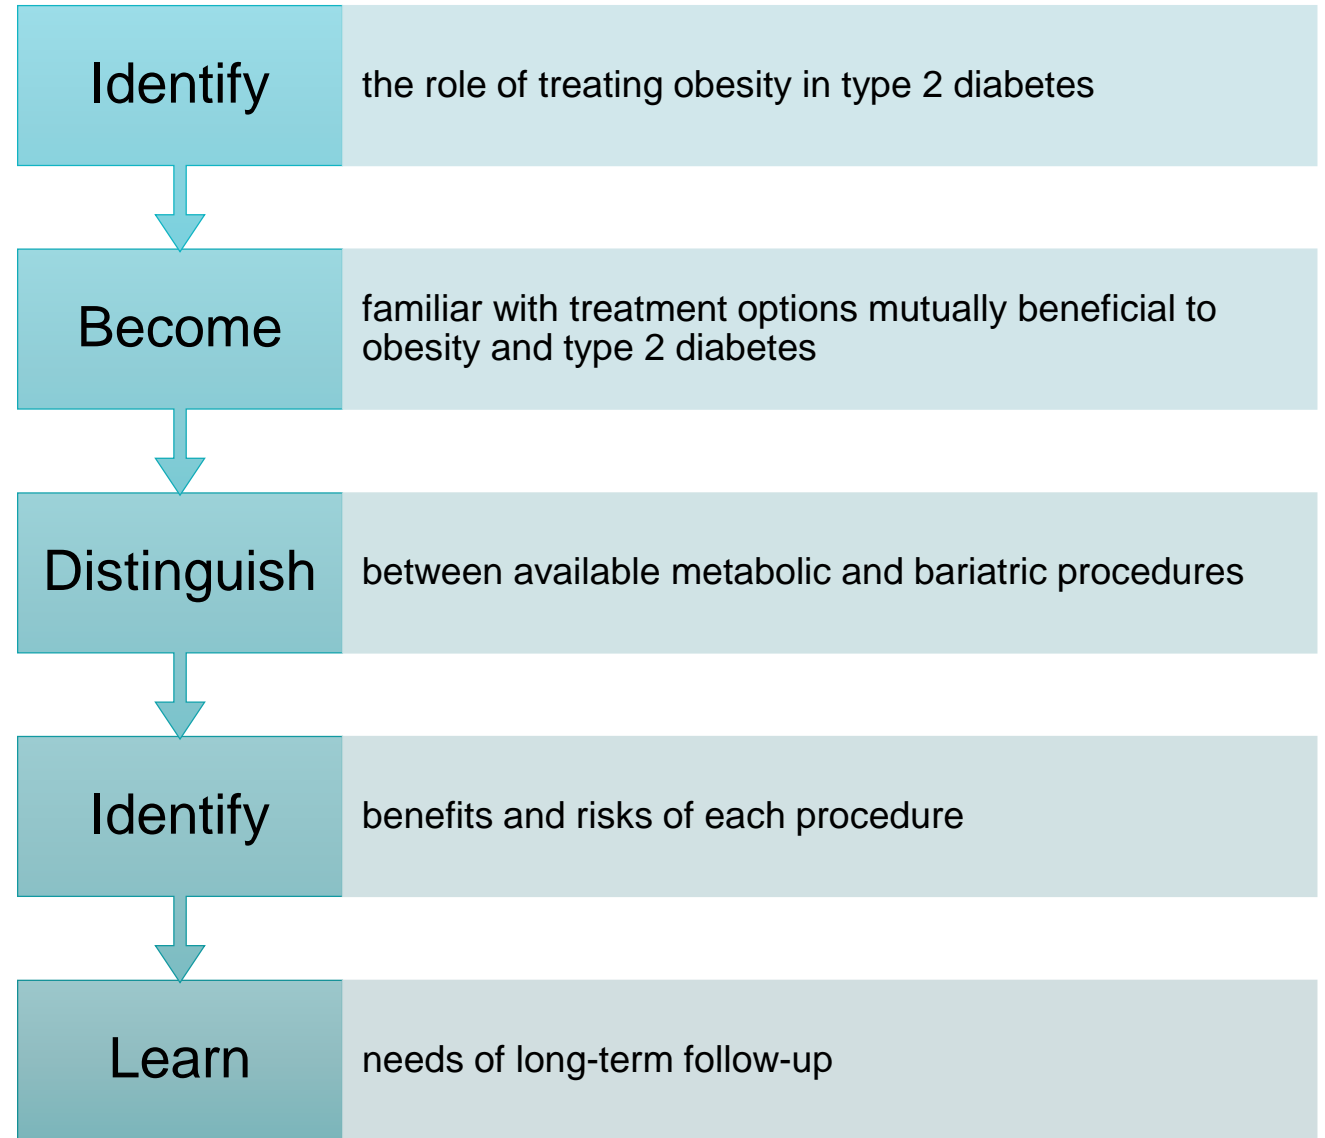 Identify
the role of treating obesity in type 2 diabetes
Become
familiar with treatment options mutually beneficial to
obesity and type 2 diabetes
Distinguish
between available metabolic and bariatric procedures
Identify
benefits and risks of each procedure
Learn
needs of long-term follow-up